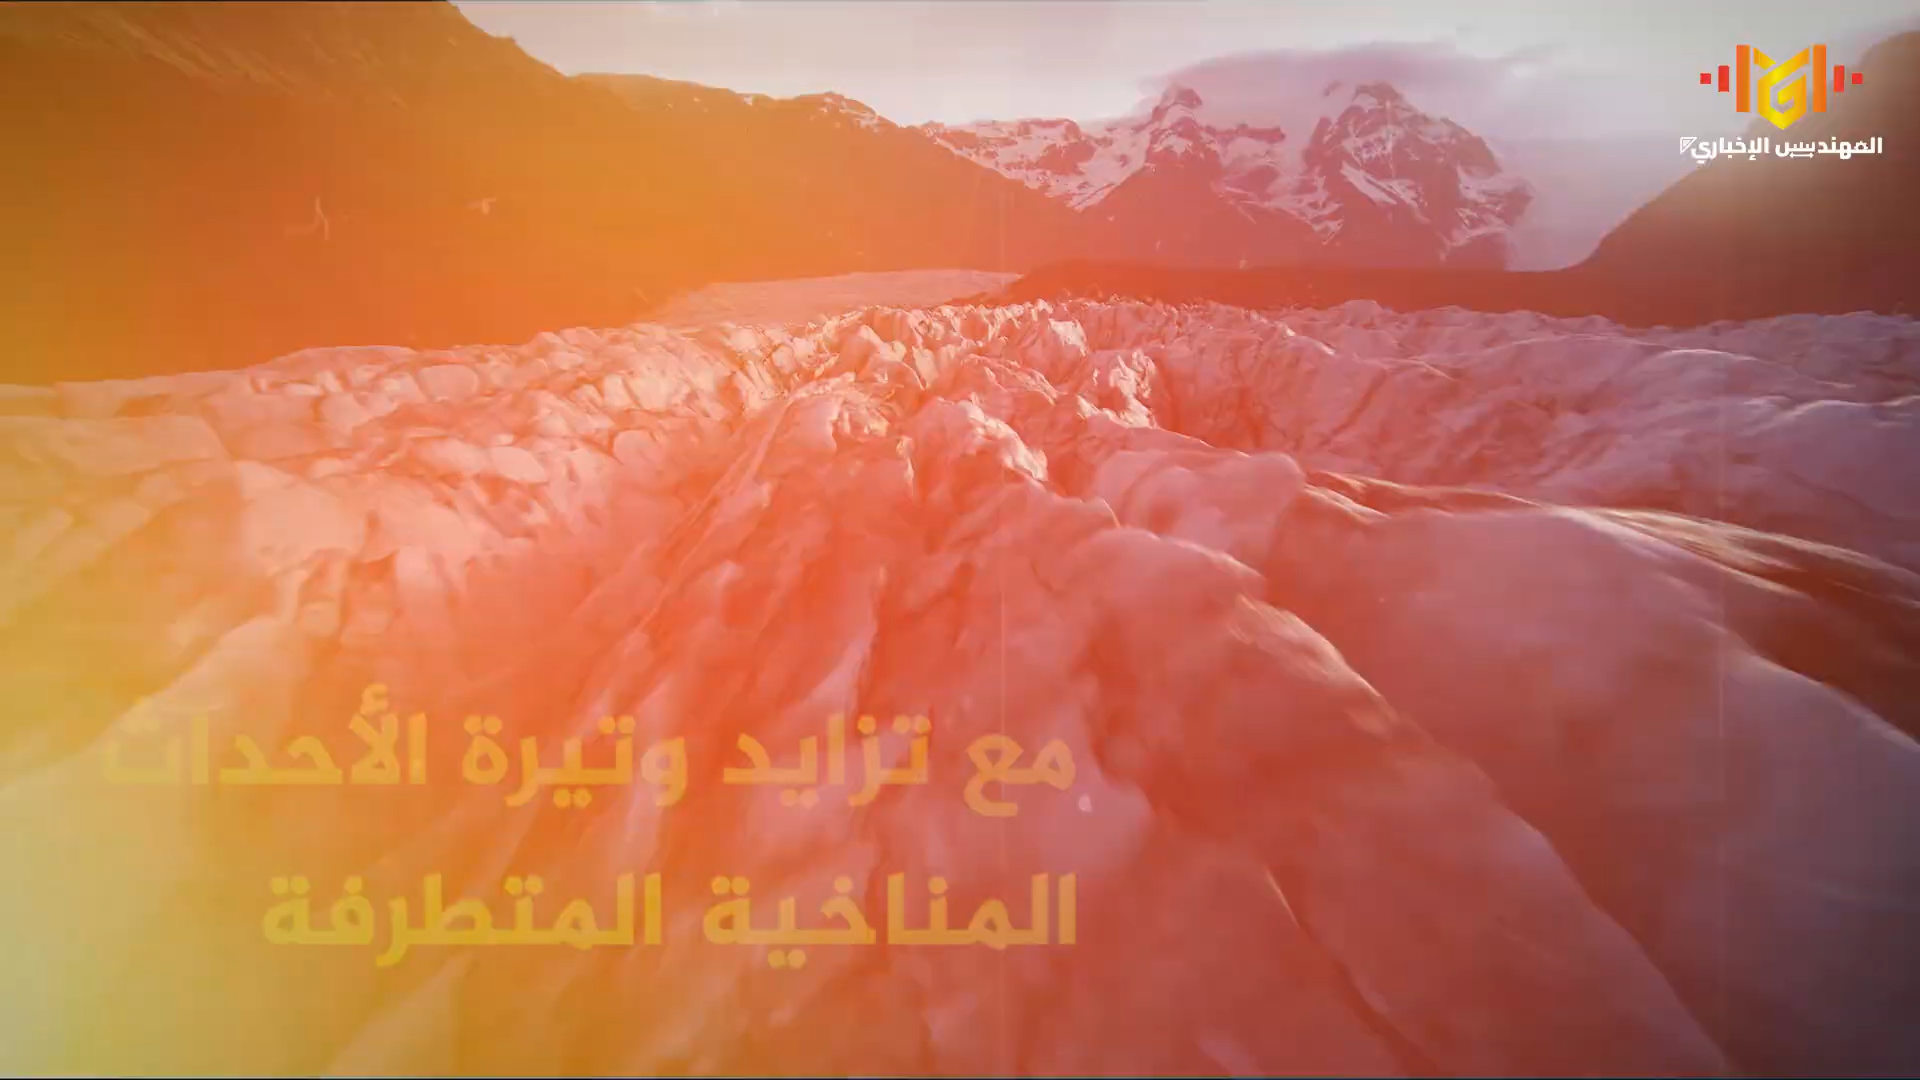 المهندس الإخباري
مع تزايد وتيرة الأحداث
المناخية المتطرفة